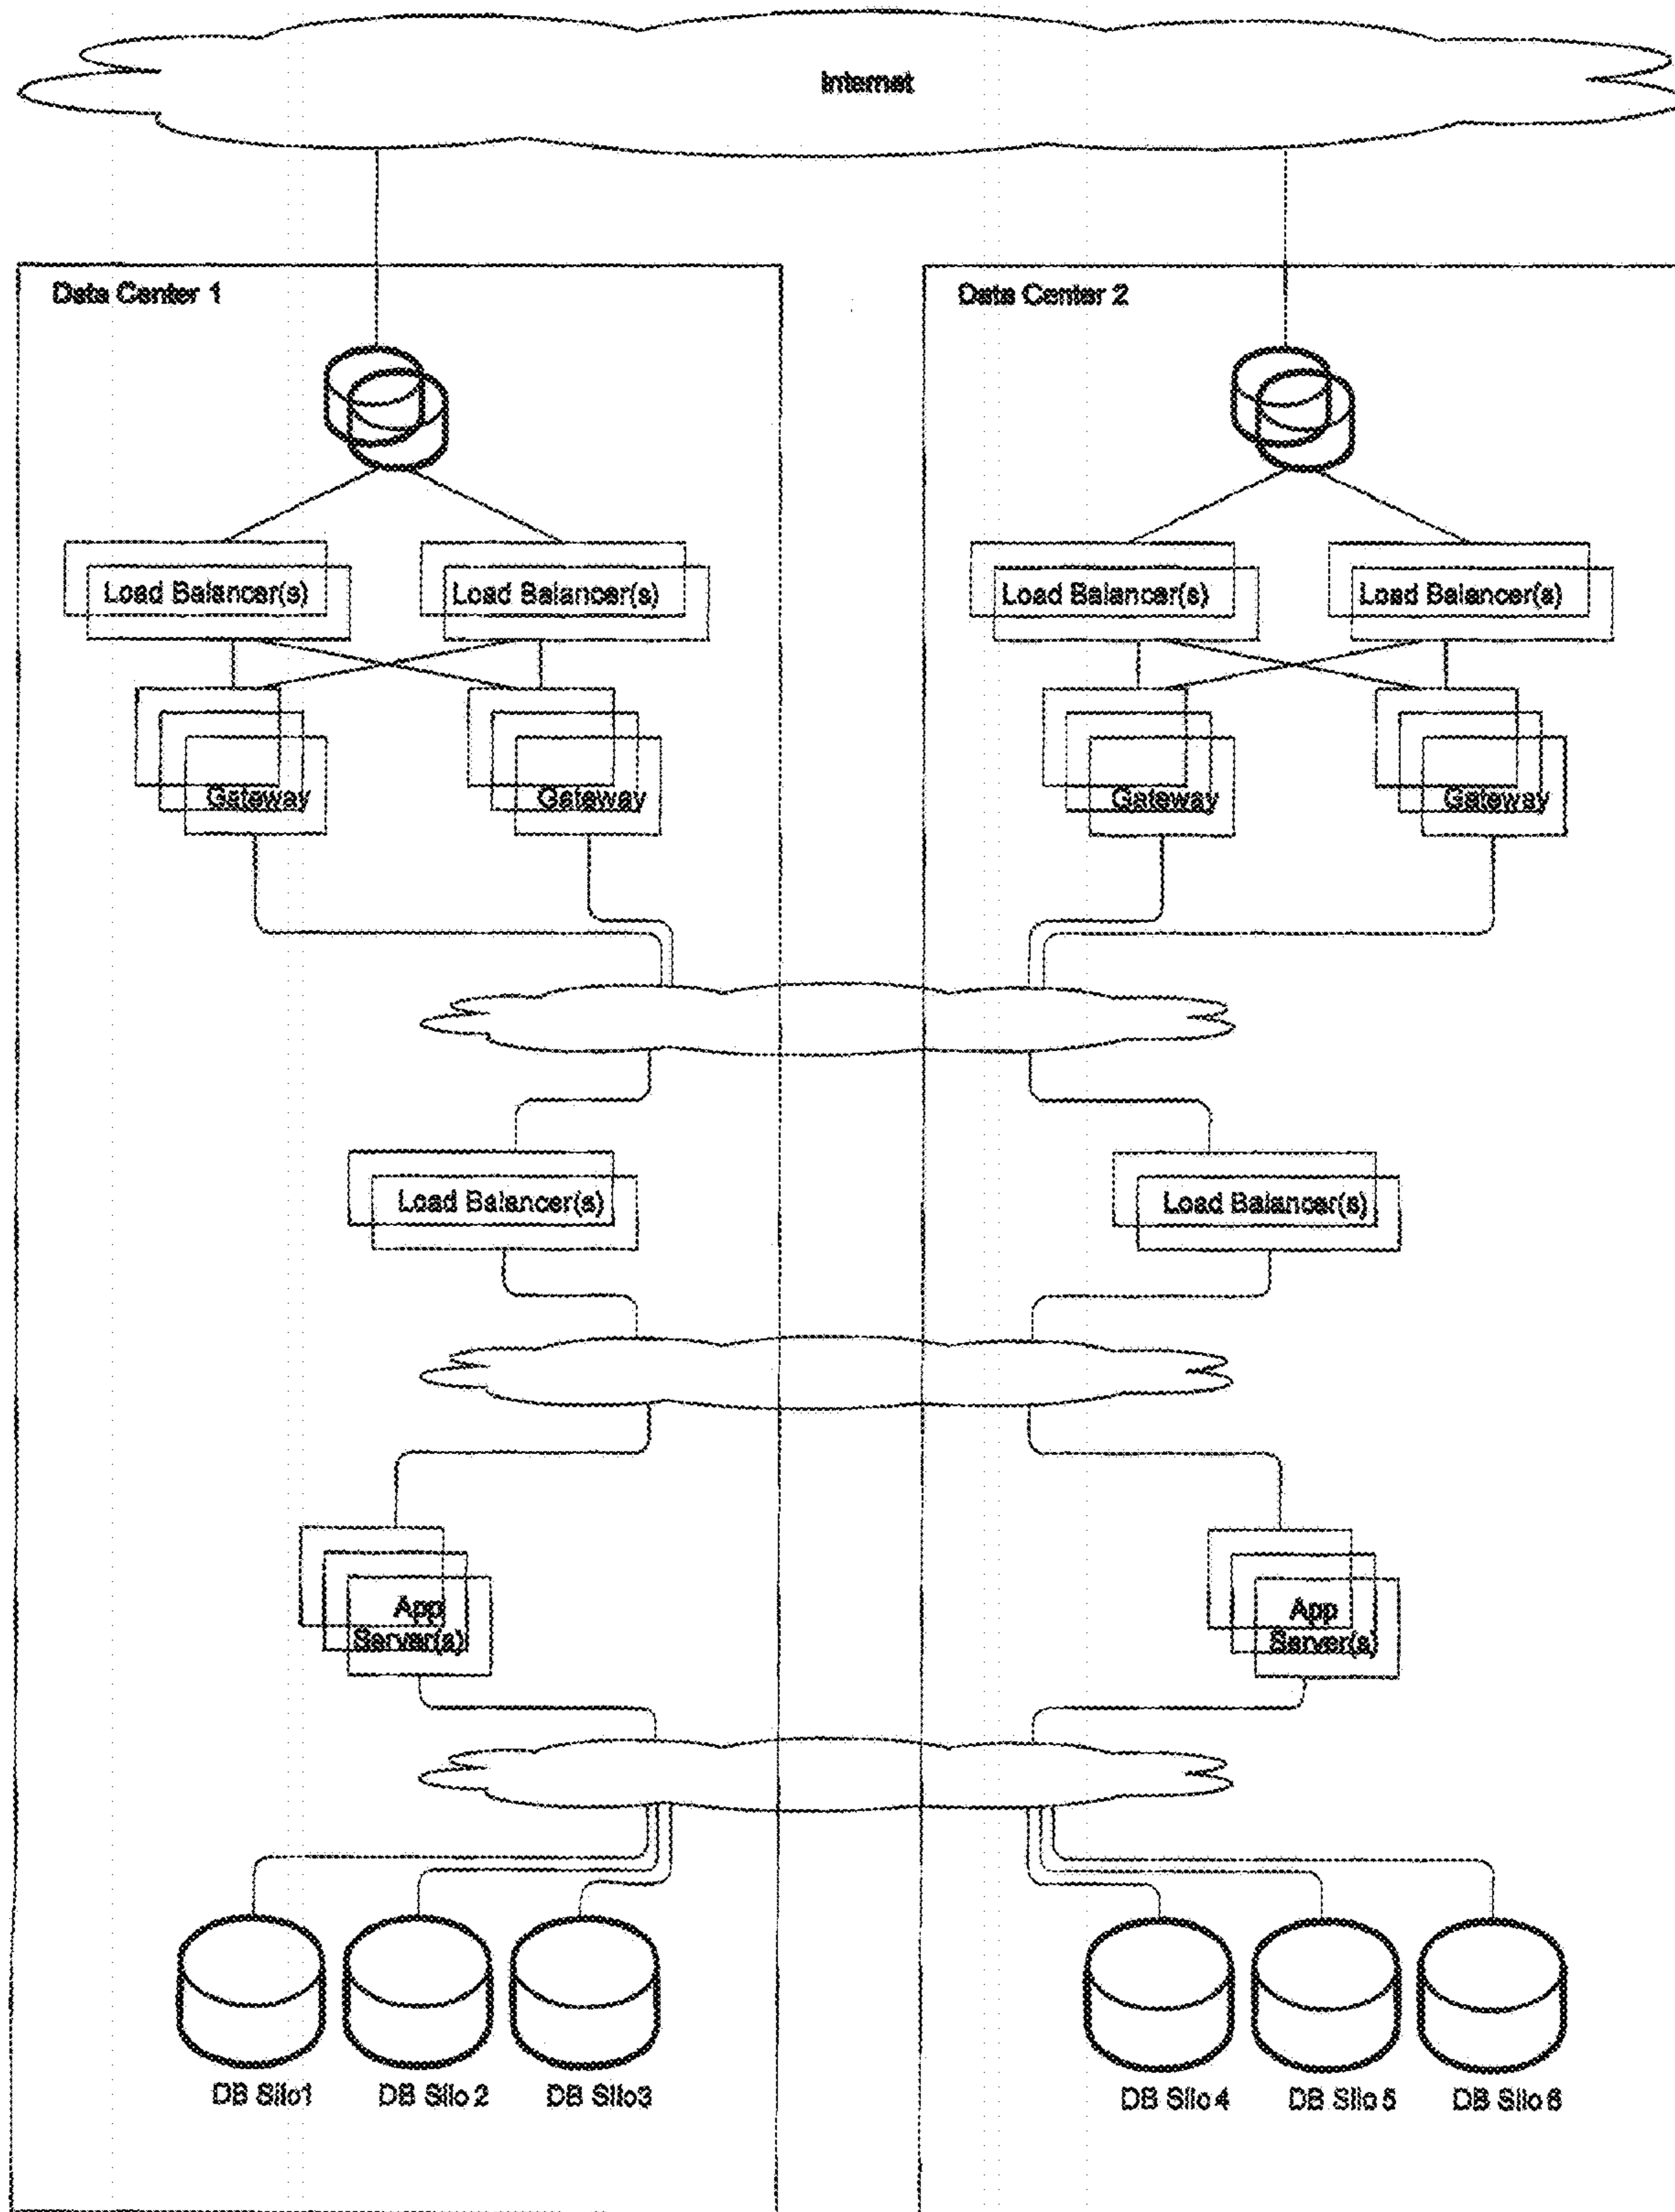 Internet
Data Center 1
Data Center 2
Load Balancer(s)
Load Balancer(s)
Load Balancer(s)
Load Balancer(s)
Gateway
Gateway
Gateway
Gateway
Load Balancer(s)
Load Balancer(s)
App
Server(s)
App
Server(s)
DB Silo1
DB Silo 2
DB Silo3
DB Silo 4
DB Silo 5
DB Silo 6